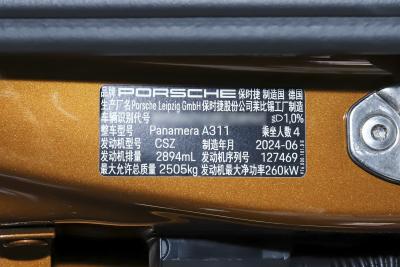 品牌 PORSCHE 保时捷 制造国 德国
生产厂名 Porsche Leipzig GmbH 保时捷股份公司莱比锡工厂制造
车辆识别代号 1,0%
整车型号 Panamera A311 乘坐人数 4
发动机型号 CSZ 制造年月 2024-06
发动机排量 2894mL 发动机序列号 127469
最大允许总质量 2505kg 发动机最大净功率 260kW